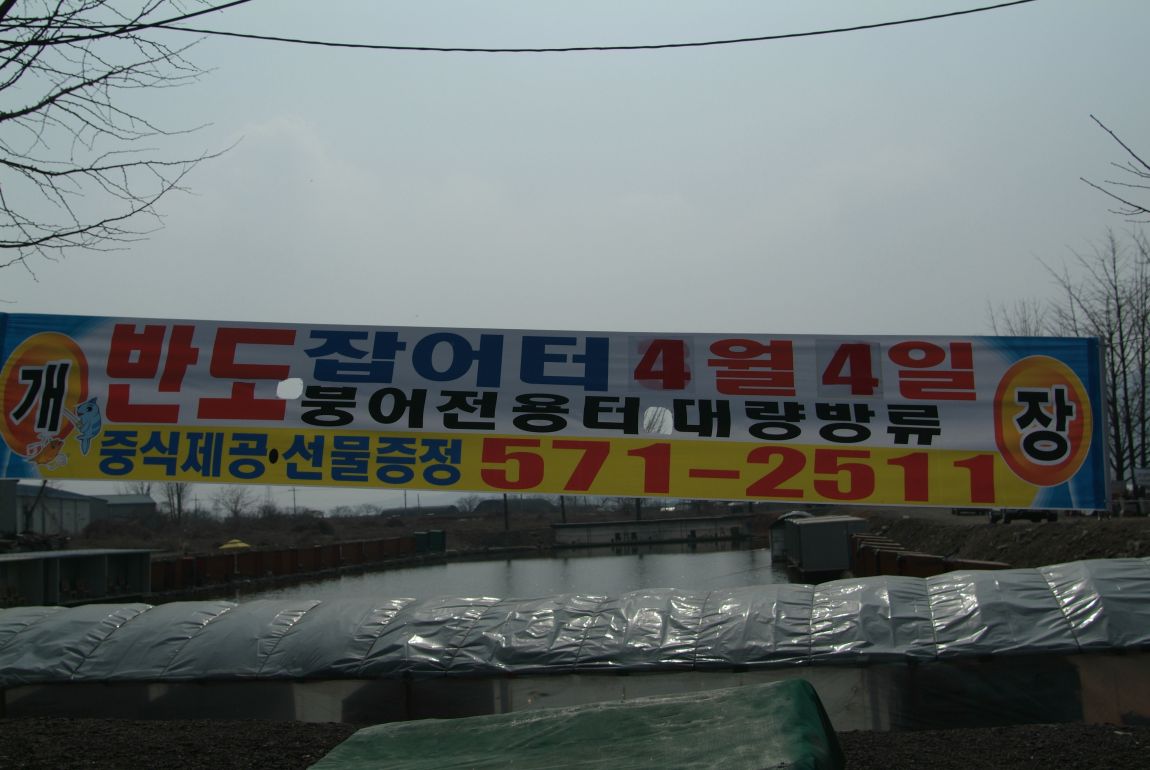 개
반도잡어터 4월 4일
붕어전용터 대량방류
중식제공·선물증정 571-2511
장